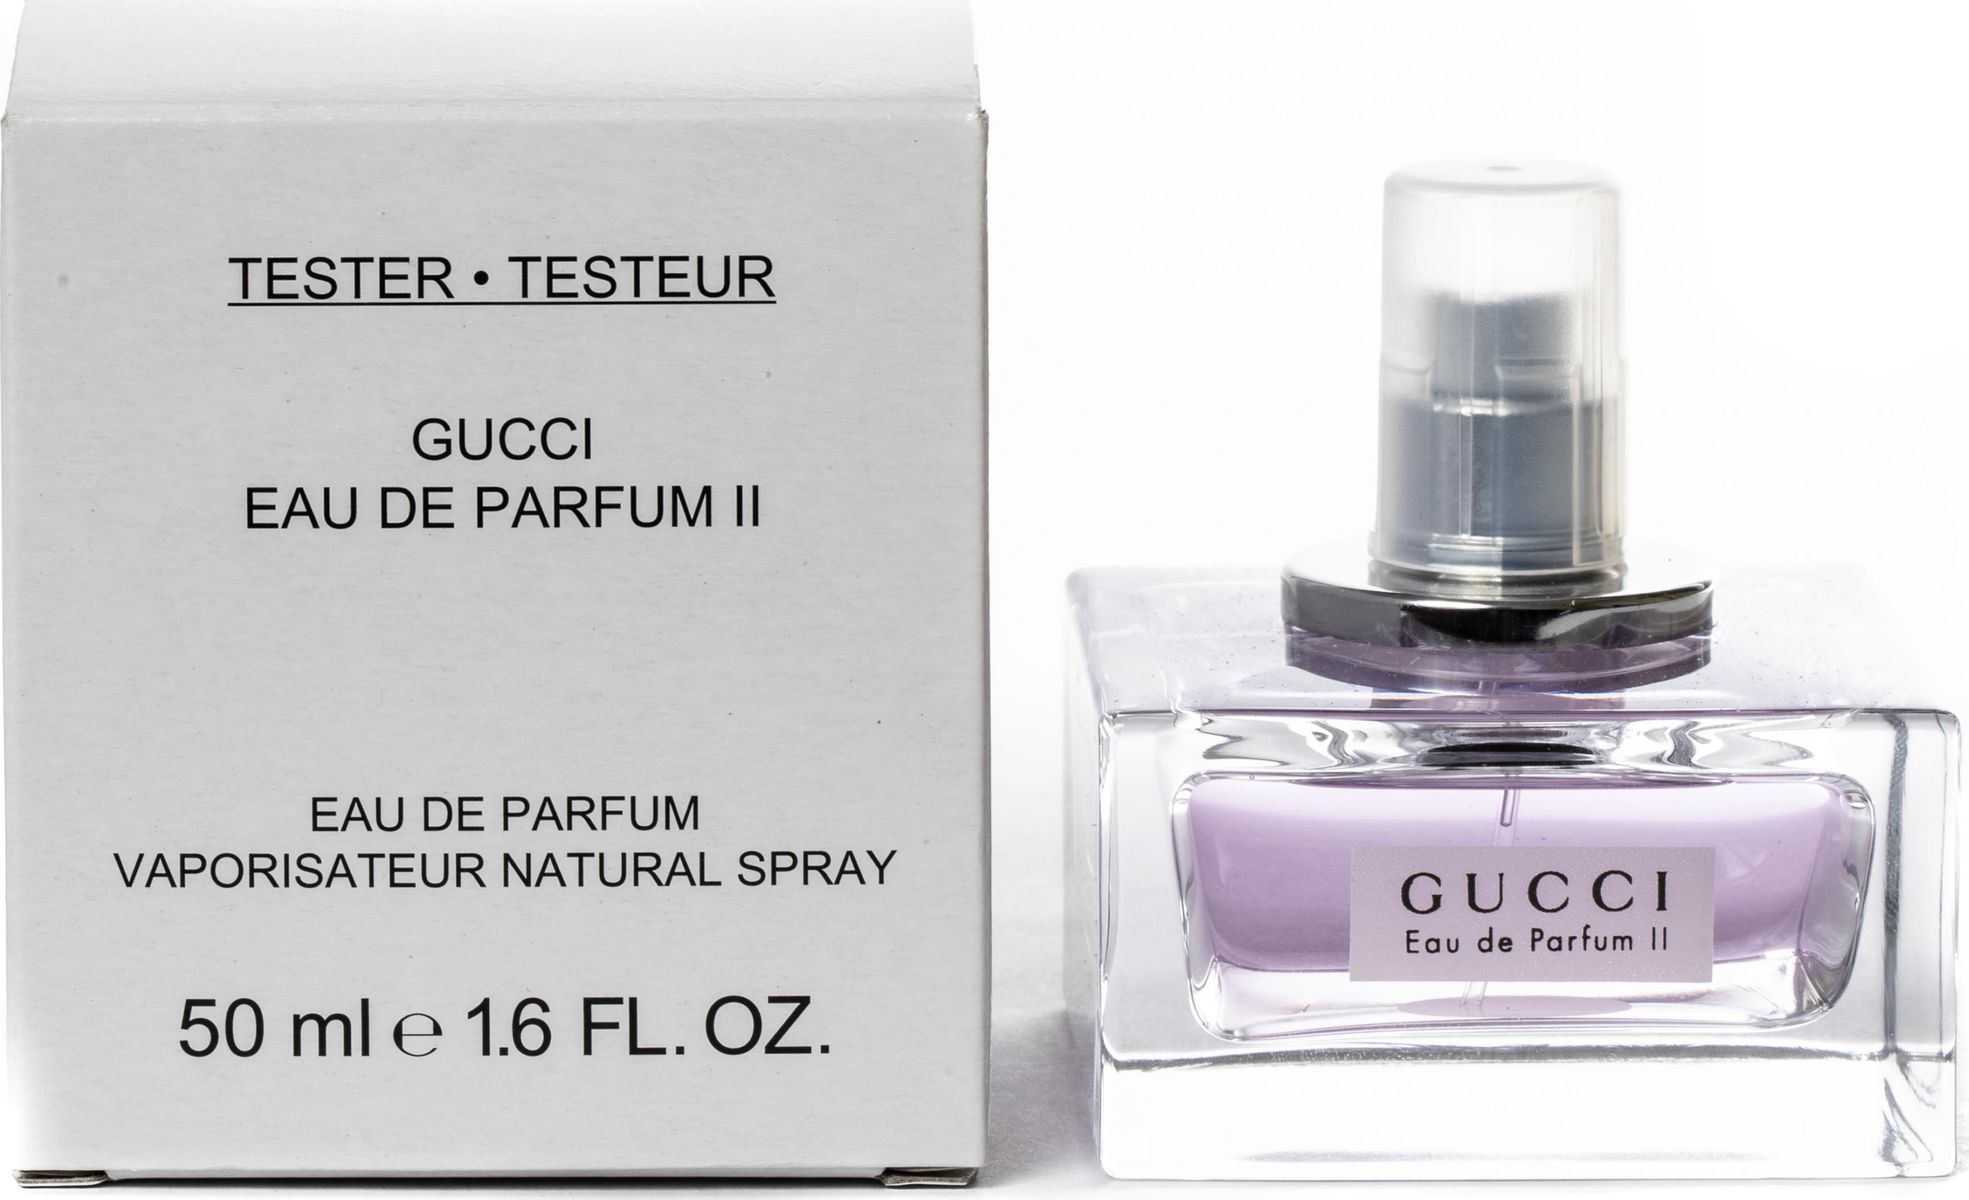 TESTER • TESTEUR
GUCCI
EAU DE PARFUM II
EAU DE PARFUM
VAPORISATEUR NATURAL SPRAY
50 ml ℮ 1.6 FL. OZ.
GUCCI
Eau de Parfum II